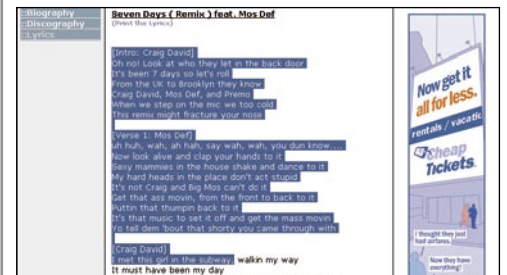 ::Biography
::Discography
::Lyrics
Seven Days ( Remix ) feat. Mos Def
(Print the Lyrics)
[Intro: Craig David]
Oh no! Look at who they let in the back door
It's been 7 days so let's roll
From the UK to Brooklyn they know
Craig David, Mos Def, and Premo
When we step on the mic we too cold
This remix might fracture your nose
[Verse 1: Mos Def]
uh huh, wah, ah hah, say wah, wah, you dun know....
Now look alive and clap your hands to it
Sexy mammies in the house shake and dance to it
My hard heads in the place don't act stupid
It's not Craig and Big Mos can't do it
Get that ass movin, from the front to back to it
Puttin that thumpin back to it
It's that music to set it off and get the mass movin
Yo tell dem 'bout that shorty you came through with
[Craig David]
I met this girl in the subway, walkin my way
It must have been my day
Now get it
all for less.
rentals / vacatic
Cheap
Tickets.
I thought they just
had airfares.
Now they have
everything!